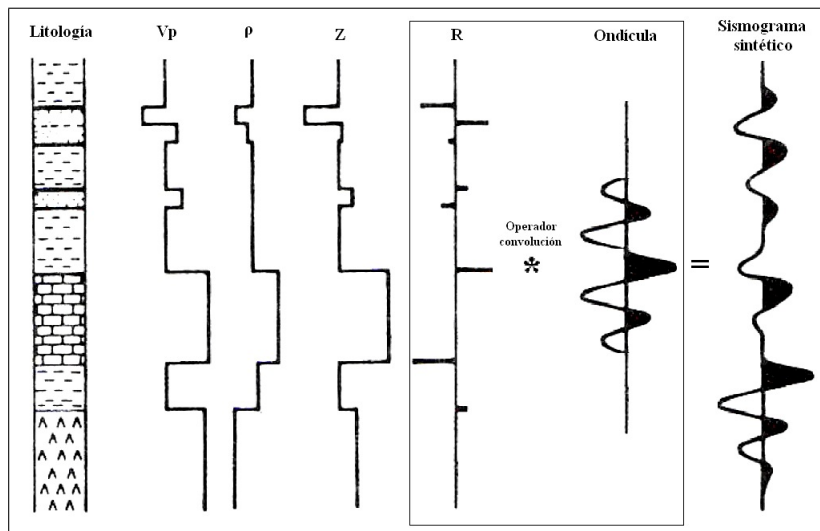 Litología
Vp
ρ
Z
R
Ondícula
Sismograma
sintético
Operador
convolución
*
=